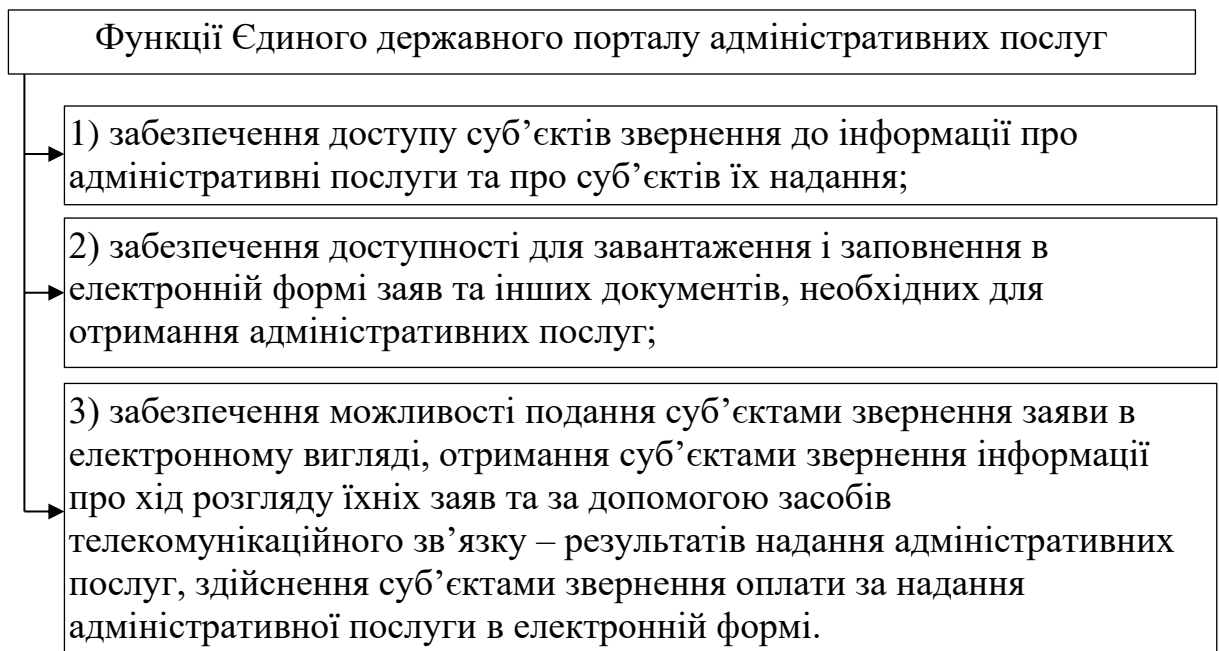 Функції Єдиного державного порталу адміністративних послуг
1) забезпечення доступу суб’єктів звернення до інформації про
адміністративні послуги та про суб’єктів їх надання;
2) забезпечення доступності для завантаження і заповнення в
електронній формі заяв та інших документів, необхідних для
отримання адміністративних послуг;
3) забезпечення можливості подання суб’єктами звернення заяви в
електронному вигляді, отримання суб’єктами звернення інформації
про хід розгляду їхніх заяв та за допомогою засобів
телекомунікаційного зв’язку – результатів надання адміністративних
послуг, здійснення суб’єктами звернення оплати за надання
адміністративної послуги в електронній формі.